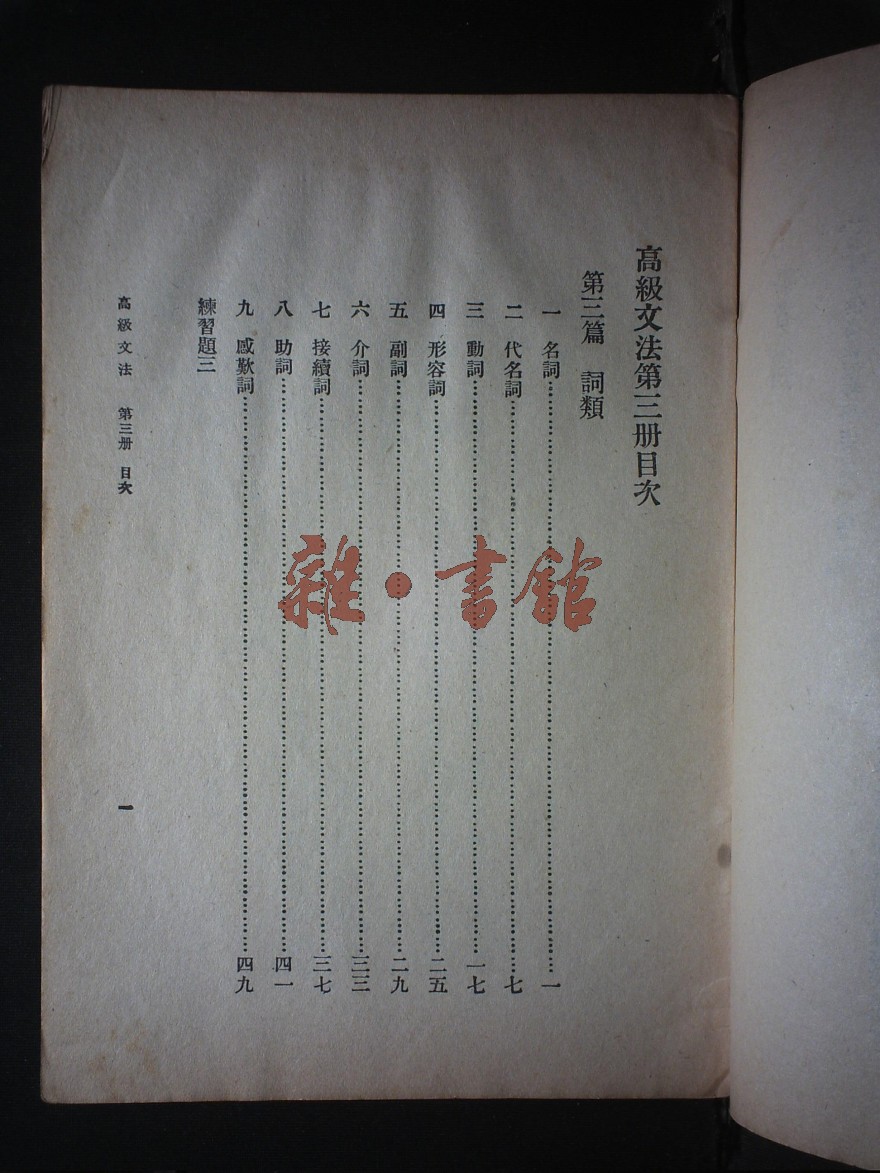 高級文法第三册目次
第三篇　詞類
一　名詞……………一
二　代名詞……………七
三　動詞……………一七
四　形容詞……………二五
五　副詞……………二九
六　介詞……………三三
七　接續詞……………三七
八　助詞……………四一
九　感歎詞……………四九
練習題三
高級文法　第三册　目次
一
雜·書館